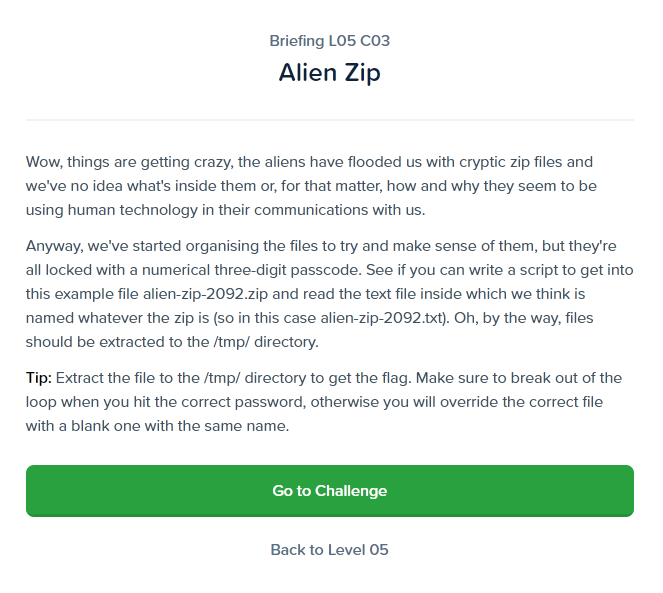 Briefing L05 C03
Alien Zip
Wow, things are getting crazy, the aliens have flooded us with cryptic zip files and
we've no idea what's inside them or, for that matter, how and why they seem to be
using human technology in their communications with us.
Anyway, we've started organising the files to try and make sense of them, but they're
all locked with a numerical three-digit passcode. See if you can write a script to get into
this example file alien-zip-2092.zip and read the text file inside which we think is
named whatever the zip is (so in this case alien-zip-2092.txt). Oh, by the way, files
should be extracted to the /tmp/ directory.
Tip: Extract the file to the /tmp/ directory to get the flag. Make sure to break out of the
loop when you hit the correct password, otherwise you will override the correct file
with a blank one with the same name.
Go to Challenge
Back to Level 05